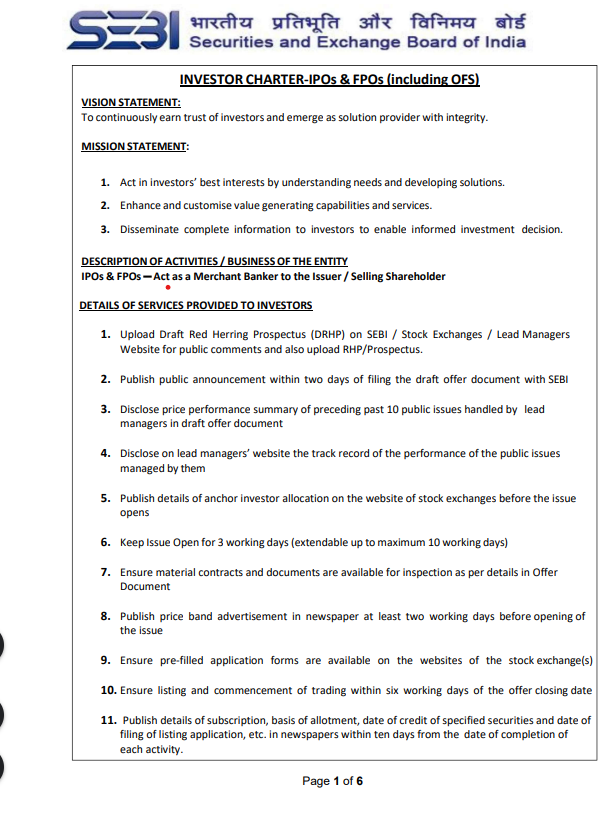 SEBI भारतीय प्रतिभूति और विनिमय बोर्ड
Securities and Exchange Board of India
INVESTOR CHARTER-IPOs & FPOs (including OFS)
VISION STATEMENT:
To continuously earn trust of investors and emerge as solution provider with integrity.
MISSION STATEMENT:
1. Act in investors’ best interests by understanding needs and developing solutions.
2. Enhance and customise value generating capabilities and services.
3. Disseminate complete information to investors to enable informed investment decision.
DESCRIPTION OF ACTIVITIES / BUSINESS OF THE ENTITY
IPOs & FPOs — Act as a Merchant Banker to the Issuer / Selling Shareholder
DETAILS OF SERVICES PROVIDED TO INVESTORS
1. Upload Draft Red Herring Prospectus (DRHP) on SEBI / Stock Exchanges / Lead Managers
Website for public comments and also upload RHP/Prospectus.
2. Publish public announcement within two days of filing the draft offer document with SEBI
3. Disclose price performance summary of preceding past 10 public issues handled by lead
managers in draft offer document
4. Disclose on lead managers’ website the track record of the performance of the public issues
managed by them
5. Publish details of anchor investor allocation on the website of stock exchanges before the issue
opens
6. Keep Issue Open for 3 working days (extendable up to maximum 10 working days)
7. Ensure material contracts and documents are available for inspection as per details in Offer
Document
8. Publish price band advertisement in newspaper at least two working days before opening of
the issue
9. Ensure pre-filled application forms are available on the websites of the stock exchange(s)
10. Ensure listing and commencement of trading within six working days of the offer closing date
11. Publish details of subscription, basis of allotment, date of credit of specified securities and date of
filing of listing application, etc. in newspapers within ten days from the date of completion of
each activity.
Page 1 of 6